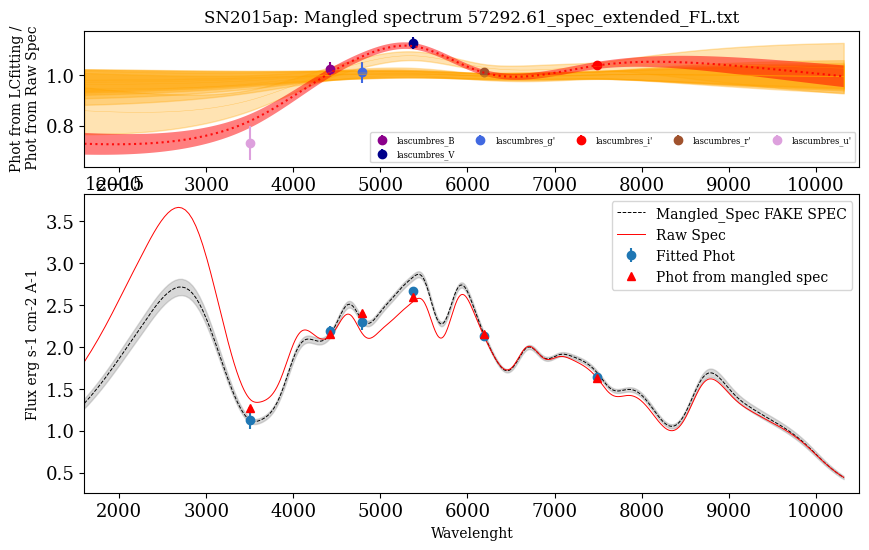 SN2015ap: Mangled spectrum 57292.61_spec_extended_FL.txt
Phot from LCfitting /
Phot from Raw Spec
1.0
0.8
lascumbres_B
lascumbres_V
lascumbres_g'
lascumbres_i'
lascumbres_r'
lascumbres_u'
2000 3000 4000 5000 6000 7000 8000 9000 10000
1e−15
Flux erg s-1 cm-2 A-1
3.5
3.0
2.5
2.0
1.5
1.0
0.5
Mangled_Spec FAKE SPEC
Raw Spec
Fitted Phot
Phot from mangled spec
2000 3000 4000 5000 6000 7000 8000 9000 10000
Wavelenght